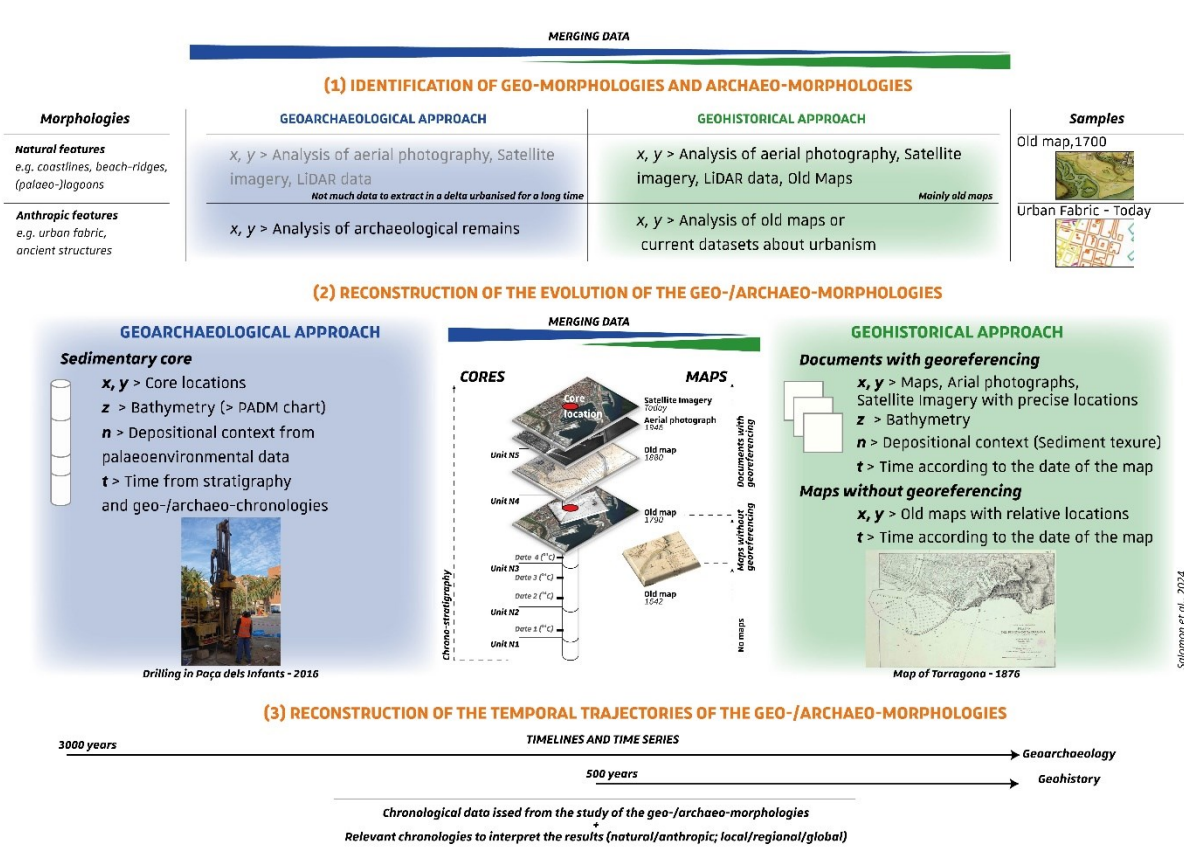 MERGING DATA
(1) IDENTIFICATION OF GEO-MORPHOLOGIES AND ARCHAEO-MORPHOLOGIES
Morphologies
GEOARCHAEOLOGICAL APPROACH
GEOHISTORICAL APPROACH
Samples
Natural features
e.g. coastlines, beach-ridges,
(palaeo-)lagoons
x, y > Analysis of aerial photography, Satellite
imagery, LiDAR data
Not much data to extract in a delta urbanised for a long time
x, y > Analysis of aerial photography, Satellite
imagery, LiDAR data, Old Maps
Mainly old maps
Old map,1700
Anthropic features
e.g. urban fabric,
ancient structures
x, y > Analysis of archaeological remains
x, y > Analysis of old maps or
current datasets about urbanism
Urban Fabric - Today
(2) RECONSTRUCTION OF THE EVOLUTION OF THE GEO-/ARCHAEO-MORPHOLOGIES
GEOARCHAEOLOGICAL APPROACH
Sedimentary core
x, y > Core locations
z > Bathymetry (> PADM chart)
n > Depositional context from
palaeoenvironmental data
t > Time from stratigraphy
and geo-/archaeo-chronologies
Drilling in Paça dels Infants - 2016
MERGING DATA
CORES
MAPS
Core
location
Satellite Imagery
Today
Aerial photograph
1946
Old map
1880
Unit N5
Unit N4
Old map
1790
Date 4 (¹⁴C)
Unit N3
Date 3 (¹⁴C)
Date 2 (¹⁴C)
Unit N2
Date 1 (¹⁴C)
Unit N1
Old map
1642
Chrono-stratigraphy
Documents with
georeferencing
Maps without
georeferencing
No maps
GEOHISTORICAL APPROACH
Documents with georeferencing
x, y > Maps, Arial photographs,
Satellite Imagery with precise locations
z > Bathymetry
n > Depositional context (Sediment texure)
t > Time according to the date of the map
Maps without georeferencing
x, y > Old maps with relative locations
t > Time according to the date of the map
Map of Tarragona - 1876
Salomon et al., 2024
(3) RECONSTRUCTION OF THE TEMPORAL TRAJECTORIES OF THE GEO-/ARCHAEO-MORPHOLOGIES
TIMELINES AND TIME SERIES
3000 years
Geoarchaeology
500 years
Geohistory
Chronological data issed from the study of the geo-/archaeo-morphologies
+
Relevant chronologies to interpret the results (natural/anthropic; local/regional/global)